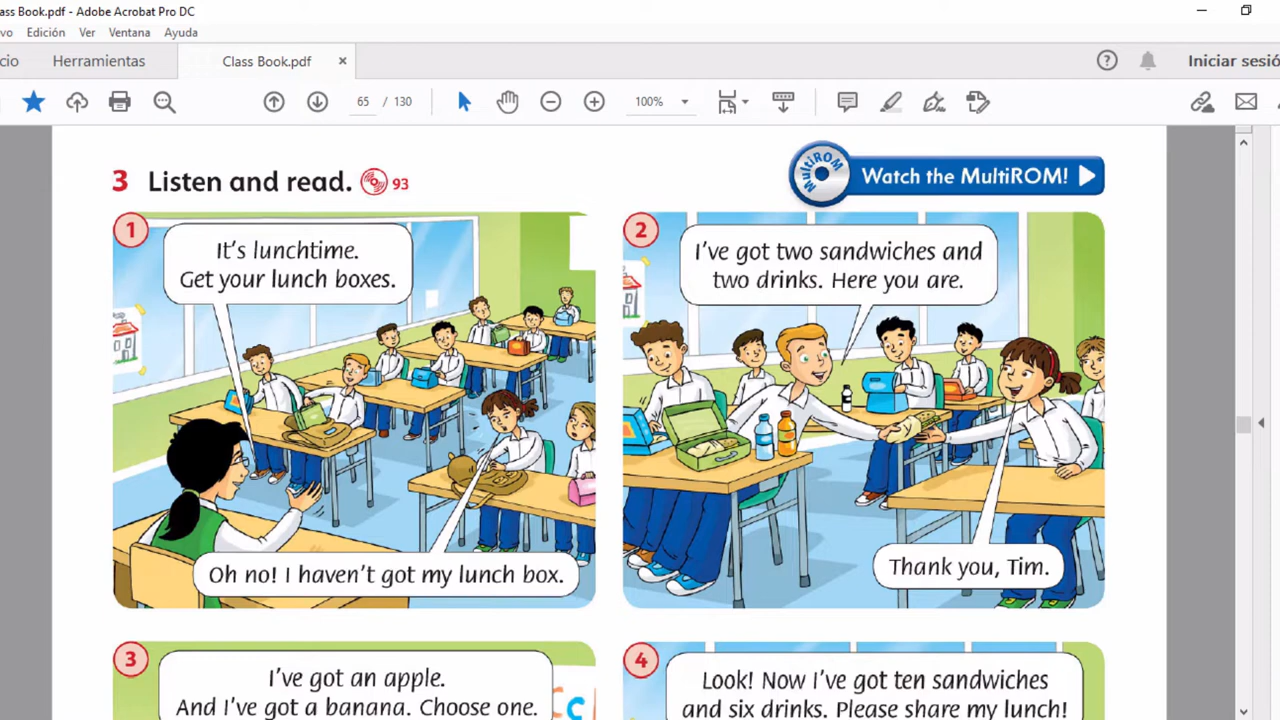 lass Book.pdf - Adobe Acrobat Pro DC
vo Edición Ver Ventana Ayuda
cio Herramientas Class Book.pdf × ? Iniciar sesió
65 / 130 100%
3 Listen and read. 93
MultiROM
Watch the MultiROM!
1
It's lunchtime.
Get your lunch boxes.
Oh no! I haven't got my lunch box.
2
I've got two sandwiches and
two drinks. Here you are.
Thank you, Tim.
3
I've got an apple.
And I've got a banana. Choose one.
C c
4
Look! Now I've got ten sandwiches
and six drinks. Please share my lunch!